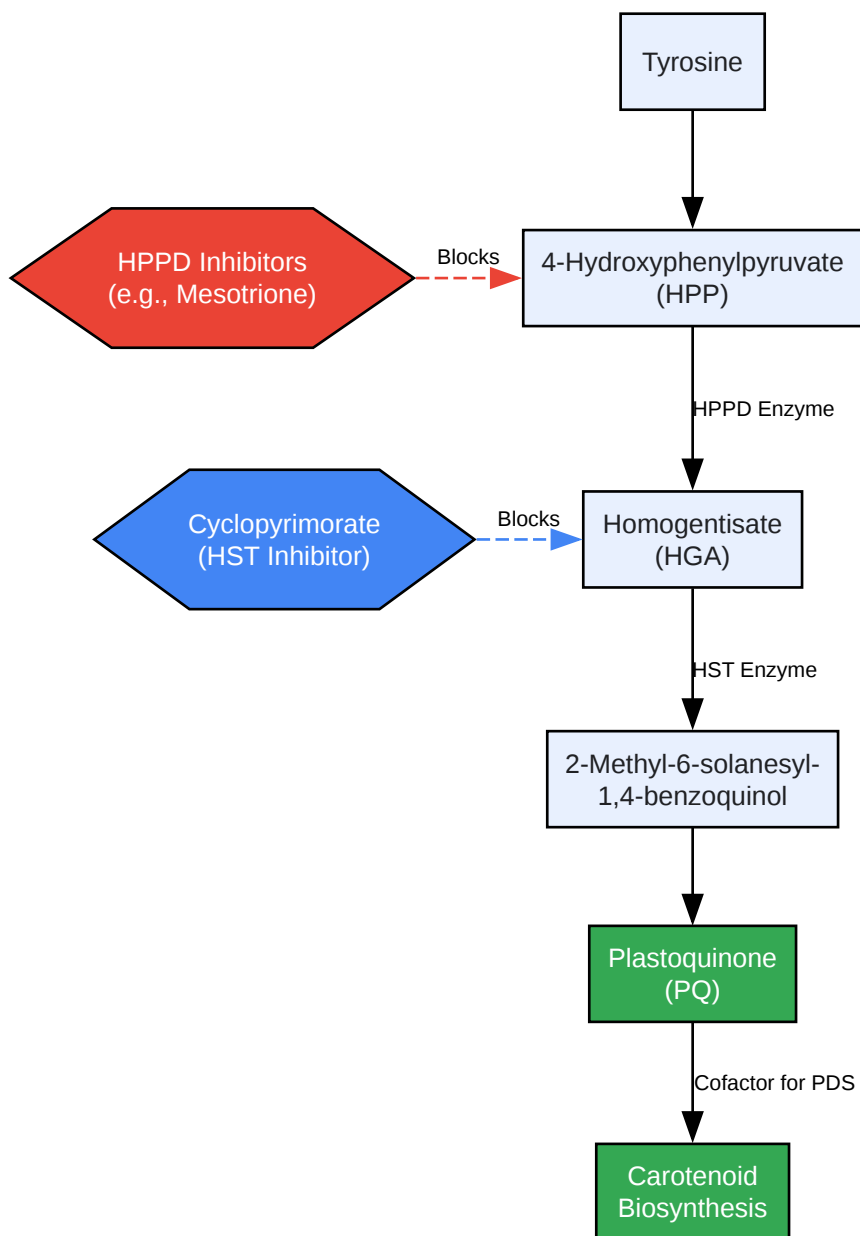 Tyrosine
HPPD Inhibitors
(e.g., Mesotrione)
Blocks
4-Hydroxyphenylpyruvate
(HPP)
HPPD Enzyme
Cyclopyrimorate
(HST Inhibitor)
Blocks
Homogentisate
(HGA)
HST Enzyme
2-Methyl-6-solanesyl-
1,4-benzoquinol
Plastoquinone
(PQ)
Cofactor for PDS
Carotenoid
Biosynthesis